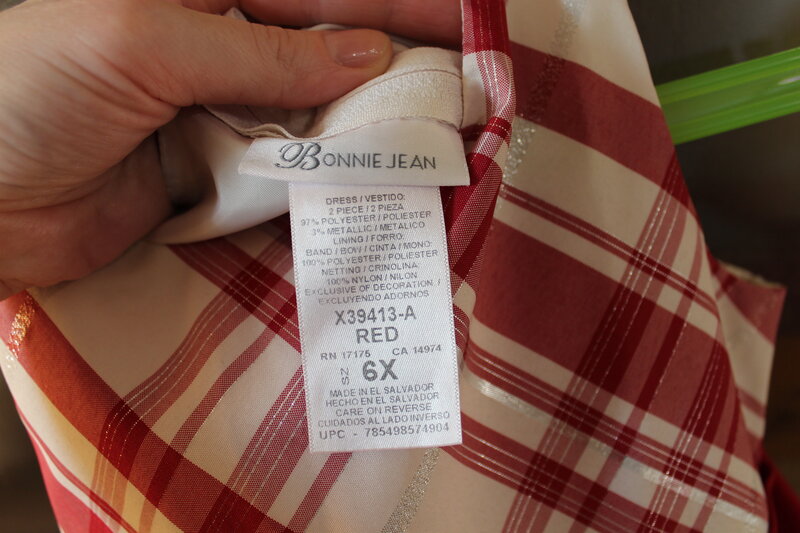 BONNIE JEAN
DRESS / VESTIDO:
2 PIECE / 2 PIEZA
97% POLYESTER / POLIESTER
3% METALLIC / METALICO
LINING / FORRO:
BAND / BOW / CINTA / MONO:
100% POLYESTER / POLIESTER
NETTING / CRINOLINA:
100% NYLON / NILON
EXCLUSIVE OF DECORATION /
EXCLUYENDO ADORNOS
X39413-A
RED
RN 17175 CA 14974
SZ 6X
MADE IN EL SALVADOR
HECHO EN EL SALVADOR
CARE ON REVERSE
CUIDADOS AL LADO INVERSO
UPC - 785498574904